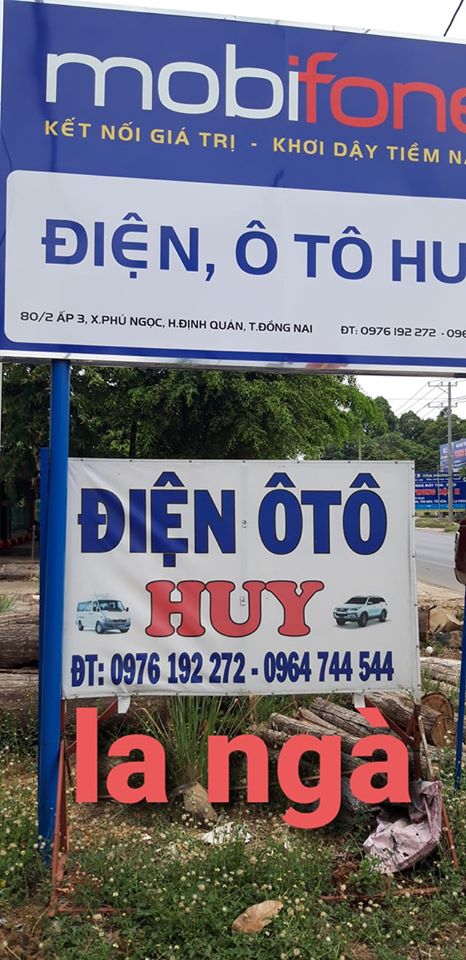 mobifone
KẾT NỐI GIÁ TRỊ - KHƠI DẬY TIỀM NĂ
ĐIỆN, Ô TÔ HU
80/2 ẤP 3, X.PHÚ NGỌC, H.ĐỊNH QUÁN, T.ĐỒNG NAI ĐT: 0976 192 272 - 096
ĐIỆN ÔTÔ
HUY
ĐT: 0976 192 272 - 0964 744 544
la ngà